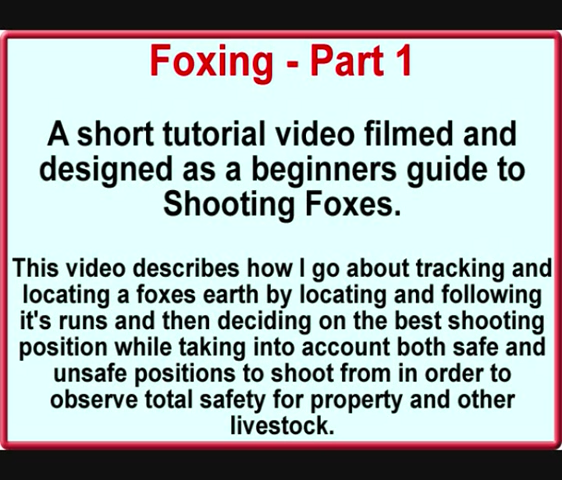 Foxing - Part 1
A short tutorial video filmed and
designed as a beginners guide to
Shooting Foxes.
This video describes how I go about tracking and
locating a foxes earth by locating and following
it's runs and then deciding on the best shooting
position while taking into account both safe and
unsafe positions to shoot from in order to
observe total safety for property and other
livestock.